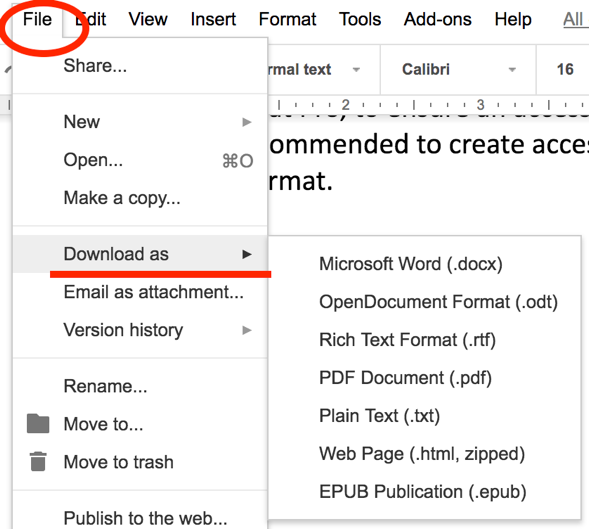 File Edit View Insert Format Tools Add-ons Help All
Share...
rmal text Calibri 16
2 3
New
Open... ⌘O
ommended to create acces
Make a copy...
rmat.
Download as
Microsoft Word (.docx)
OpenDocument Format (.odt)
Rich Text Format (.rtf)
PDF Document (.pdf)
Plain Text (.txt)
Web Page (.html, zipped)
EPUB Publication (.epub)
Email as attachment...
Version history
Rename...
Move to...
Move to trash
Publish to the web...